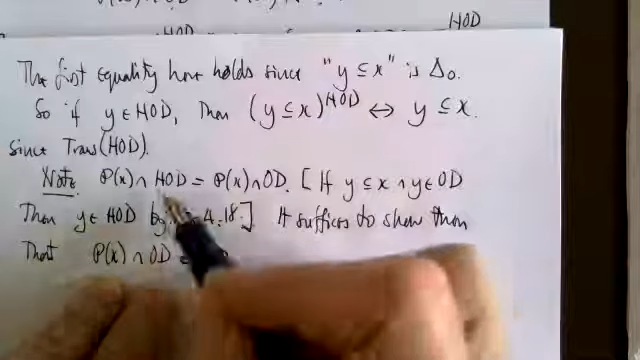 HOD
The first equality here holds since "y ⊆ x" is Δ₀.
So if y ∈ HOD, Then (y ⊆ x)^HOD ⇔ y ⊆ x.
since Trans(HOD).
Note P(x) ∩ HOD = P(x) ∩ OD. [If y ⊆ x ∧ y ∈ OD
Then y ∈ HOD by 4.18.] It suffices to show then
That P(x) ∩ OD